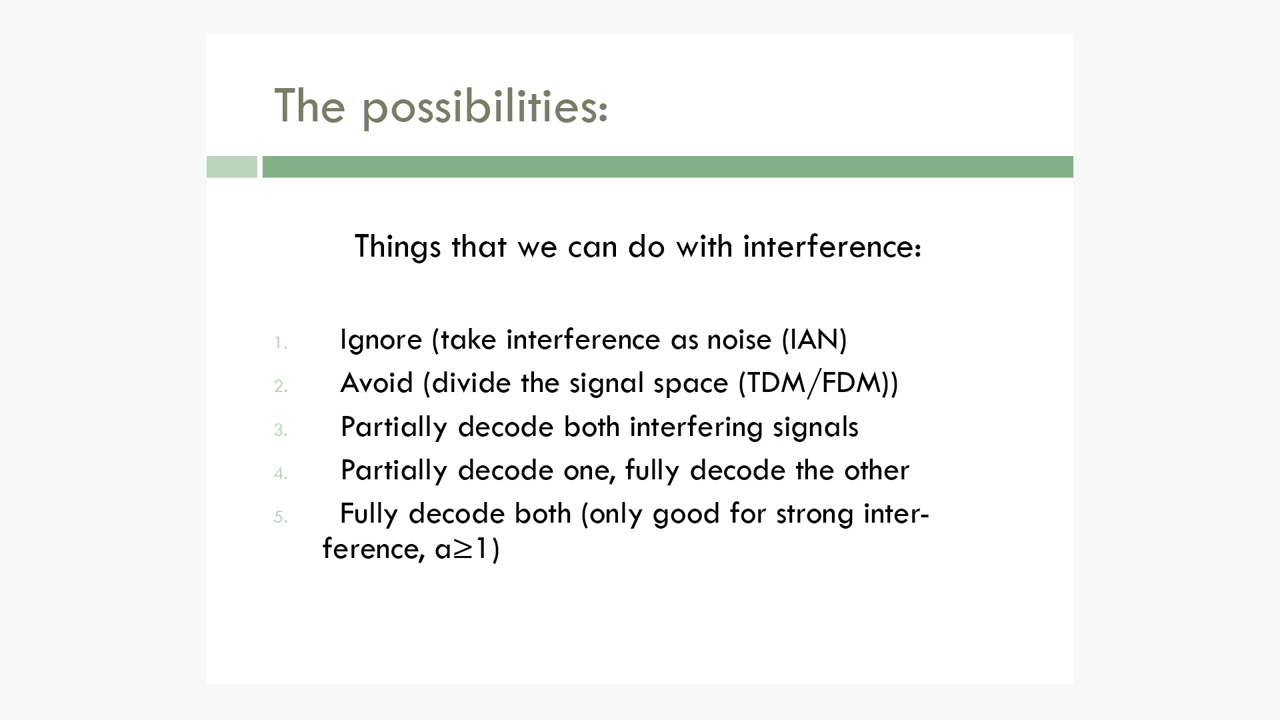 The possibilities:
Things that we can do with interference:
1. Ignore (take interference as noise (IAN)
2. Avoid (divide the signal space (TDM/FDM))
3. Partially decode both interfering signals
4. Partially decode one, fully decode the other
5. Fully decode both (only good for strong inter-
ference, a≥1)